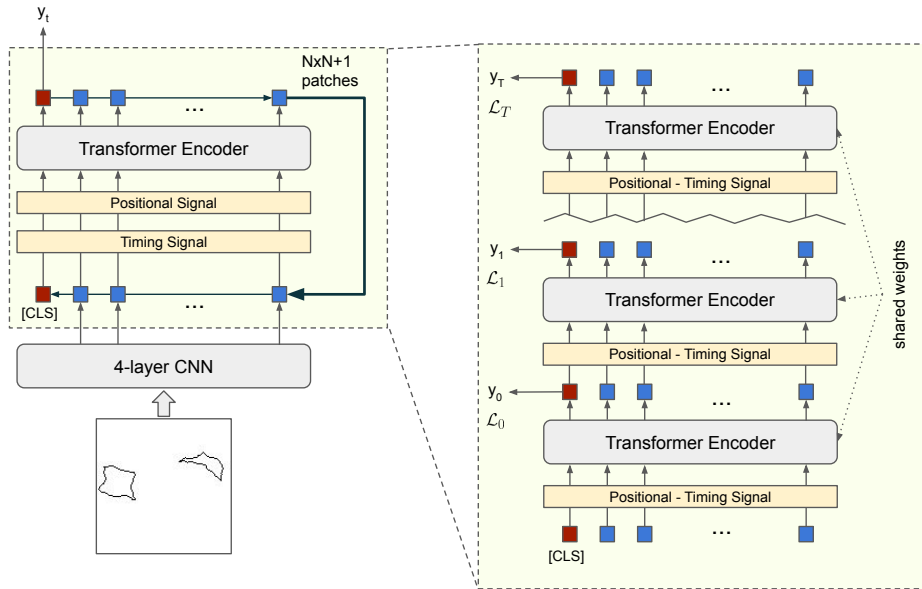 y_t
NxN+1
patches
...
Transformer Encoder
Positional Signal
Timing Signal
...
[CLS]
4-layer CNN
y_T
ℒ_T
...
Transformer Encoder
Positional - Timing Signal
y_1
ℒ_1
...
Transformer Encoder
Positional - Timing Signal
y_0
ℒ_0
...
Transformer Encoder
Positional - Timing Signal
...
[CLS]
shared weights